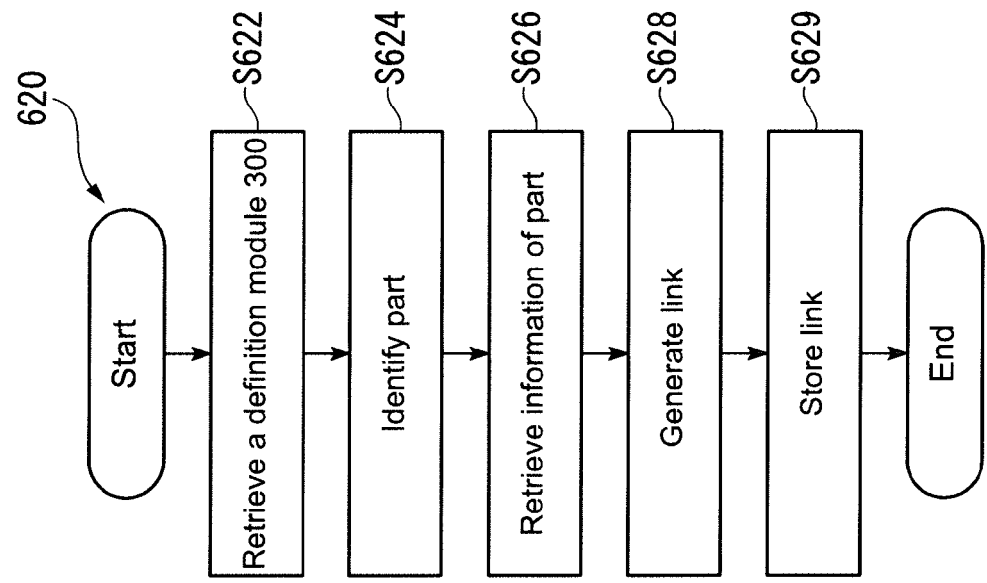 620
Start
Retrieve a definition module 300
S622
Identify part
S624
Retrieve information of part
S626
Generate link
S628
Store link
S629
End